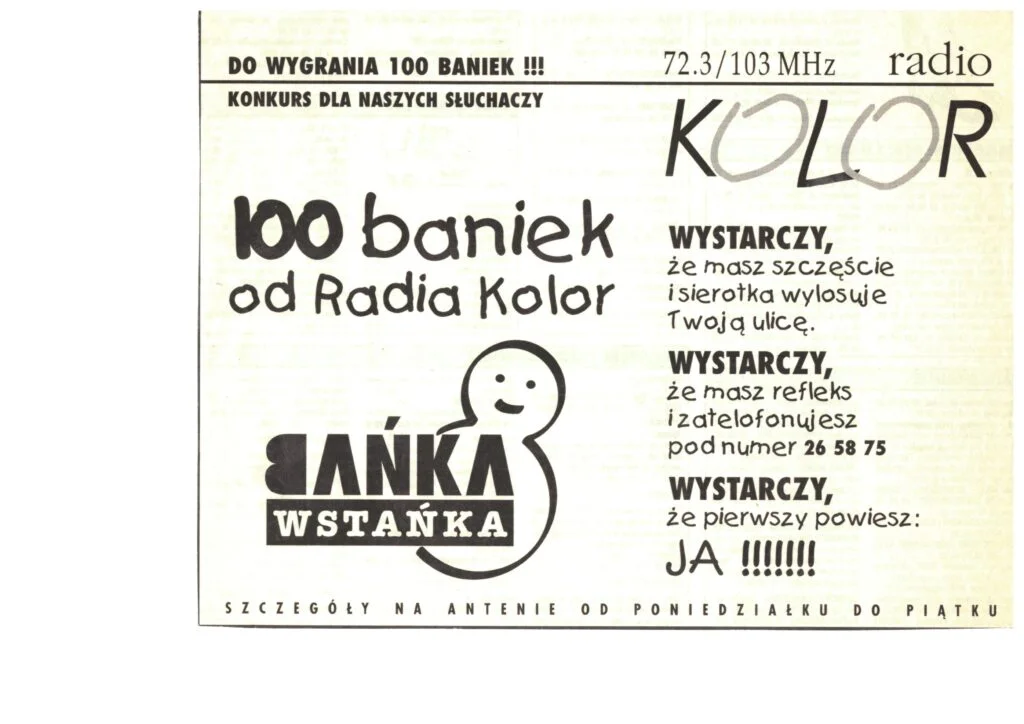 DO WYGRANIA 100 BANIEK !!!
KONKURS DLA NASZYCH SŁUCHACZY
72.3/103 MHz radio
KOLOR
100 baniek
od Radia Kolor
BAŃKA
WSTAŃKA
WYSTARCZY,
że masz szczęście
i sierotka wylosuje
Twoją ulicę.
WYSTARCZY,
że masz refleks
i zatelofonujesz
pod numer 26 58 75
WYSTARCZY,
że pierwszy powiesz:
JA !!!!!!!
SZCZEGÓŁY NA ANTENIE OD PONIEDZIAŁKU DO PIĄTKU